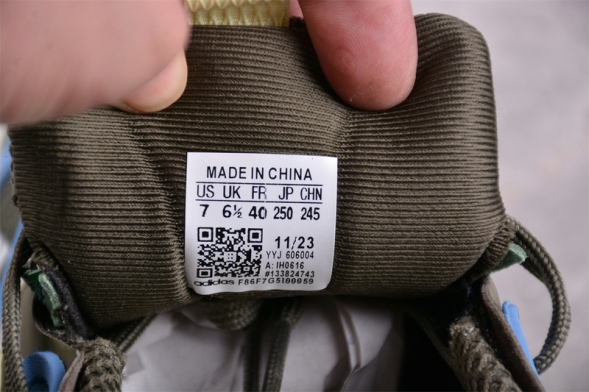 MADE IN CHINA
US UK FR JP CHN
7 6½ 40 250 245
11/23
YYJ 606004
A: IH0616
#133824743
adidas F86F7G5I00059